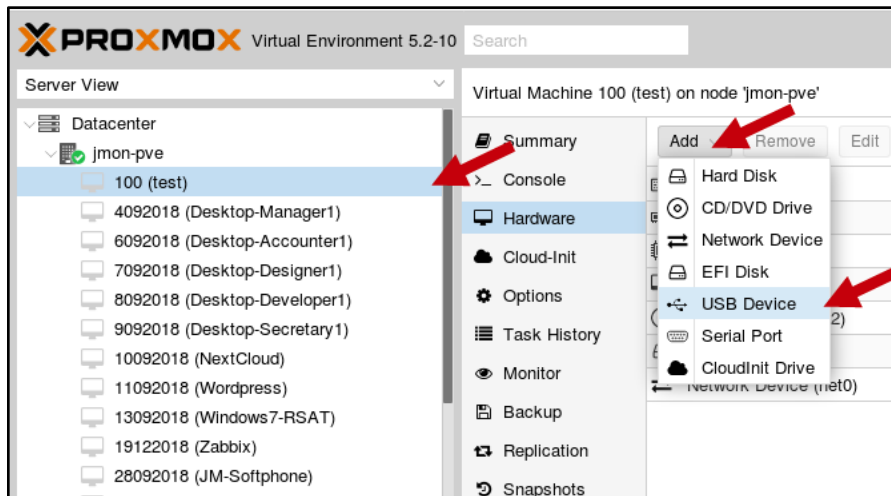 PROXMOX Virtual Environment 5.2-10 Search
Server View
Datacenter
jmon-pve
100 (test)
4092018 (Desktop-Manager1)
6092018 (Desktop-Accounter1)
7092018 (Desktop-Designer1)
8092018 (Desktop-Developer1)
9092018 (Desktop-Secretary1)
10092018 (NextCloud)
11092018 (Wordpress)
13092018 (Windows7-RSAT)
19122018 (Zabbix)
28092018 (JM-Softphone)
Virtual Machine 100 (test) on node 'jmon-pve'
Summary
Console
Hardware
Cloud-Init
Options
Task History
Monitor
Backup
Replication
Snapshots
Add Remove Edit
Hard Disk
CD/DVD Drive
Network Device
EFI Disk
USB Device
Serial Port
CloudInit Drive
2)
Network Device (net0)